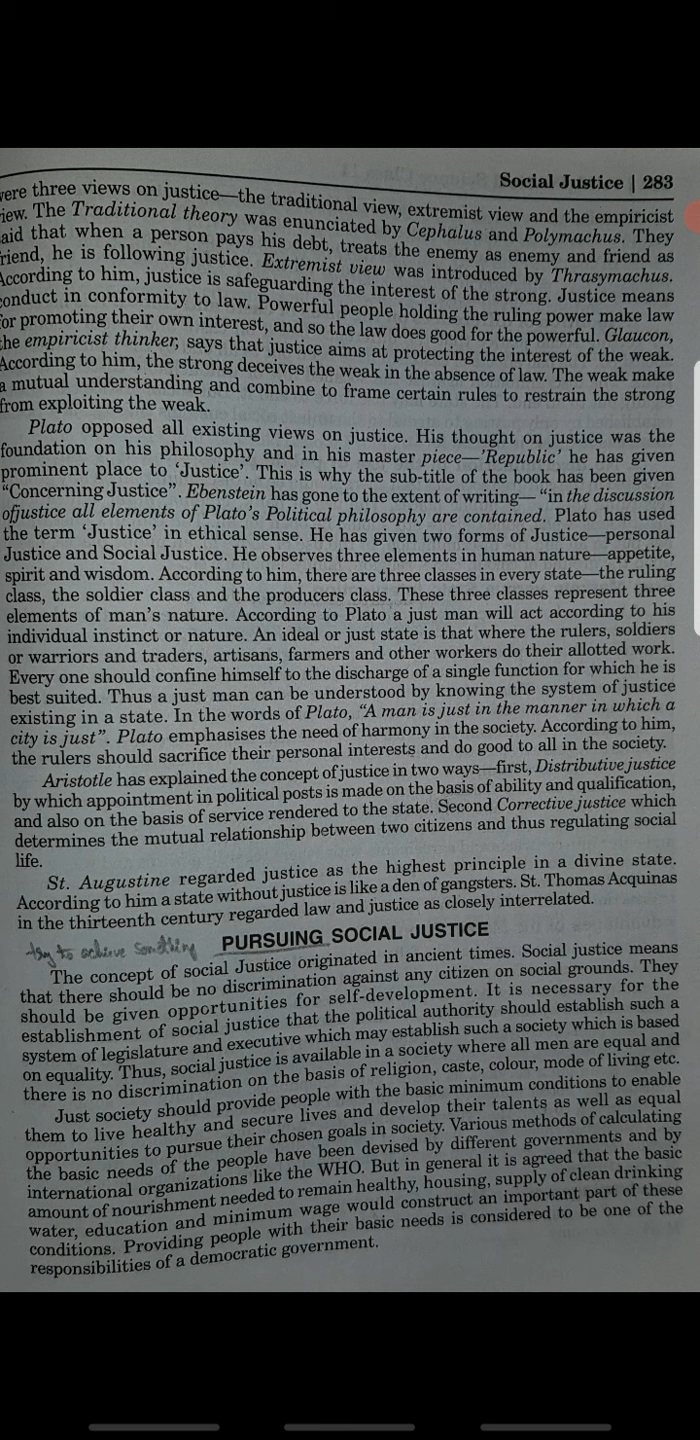 Social Justice | 283
were three views on justice—the traditional view, extremist view and the empiricist
iew. The Traditional theory was enunciated by Cephalus and Polymachus. They
aid that when a person pays his debt, treats the enemy as enemy and friend as
riend, he is following justice. Extremist view was introduced by Thrasymachus.
According to him, justice is safeguarding the interest of the strong. Justice means
conduct in conformity to law. Powerful people holding the ruling power make law
for promoting their own interest, and so the law does good for the powerful. Glaucon,
the empiricist thinker, says that justice aims at protecting the interest of the weak.
According to him, the strong deceives the weak in the absence of law. The weak make
a mutual understanding and combine to frame certain rules to restrain the strong
from exploiting the weak.
Plato opposed all existing views on justice. His thought on justice was the
foundation on his philosophy and in his master piece—'Republic' he has given
prominent place to 'Justice'. This is why the sub-title of the book has been given
"Concerning Justice". Ebenstein has gone to the extent of writing— "in the discussion
ofjustice all elements of Plato's Political philosophy are contained. Plato has used
the term 'Justice' in ethical sense. He has given two forms of Justice—personal
Justice and Social Justice. He observes three elements in human nature—appetite,
spirit and wisdom. According to him, there are three classes in every state—the ruling
class, the soldier class and the producers class. These three classes represent three
elements of man's nature. According to Plato a just man will act according to his
individual instinct or nature. An ideal or just state is that where the rulers, soldiers
or warriors and traders, artisans, farmers and other workers do their allotted work.
Every one should confine himself to the discharge of a single function for which he is
best suited. Thus a just man can be understood by knowing the system of justice
existing in a state. In the words of Plato, "A man is just in the manner in which a
city is just". Plato emphasises the need of harmony in the society. According to him,
the rulers should sacrifice their personal interests and do good to all in the society.
Aristotle has explained the concept of justice in two ways—first, Distributive justice
by which appointment in political posts is made on the basis of ability and qualification,
and also on the basis of service rendered to the state. Second Corrective justice which
determines the mutual relationship between two citizens and thus regulating social
life.
St. Augustine regarded justice as the highest principle in a divine state.
According to him a state without justice is like a den of gangsters. St. Thomas Acquinas
in the thirteenth century regarded law and justice as closely interrelated.
try to achieve something PURSUING SOCIAL JUSTICE
The concept of social Justice originated in ancient times. Social justice means
that there should be no discrimination against any citizen on social grounds. They
should be given opportunities for self-development. It is necessary for the
establishment of social justice that the political authority should establish such a
system of legislature and executive which may establish such a society which is based
on equality. Thus, social justice is available in a society where all men are equal and
there is no discrimination on the basis of religion, caste, colour, mode of living etc.
Just society should provide people with the basic minimum conditions to enable
them to live healthy and secure lives and develop their talents as well as equal
opportunities to pursue their chosen goals in society. Various methods of calculating
the basic needs of the people have been devised by different governments and by
international organizations like the WHO. But in general it is agreed that the basic
amount of nourishment needed to remain healthy, housing, supply of clean drinking
water, education and minimum wage would construct an important part of these
conditions. Providing people with their basic needs is considered to be one of the
responsibilities of a democratic government.